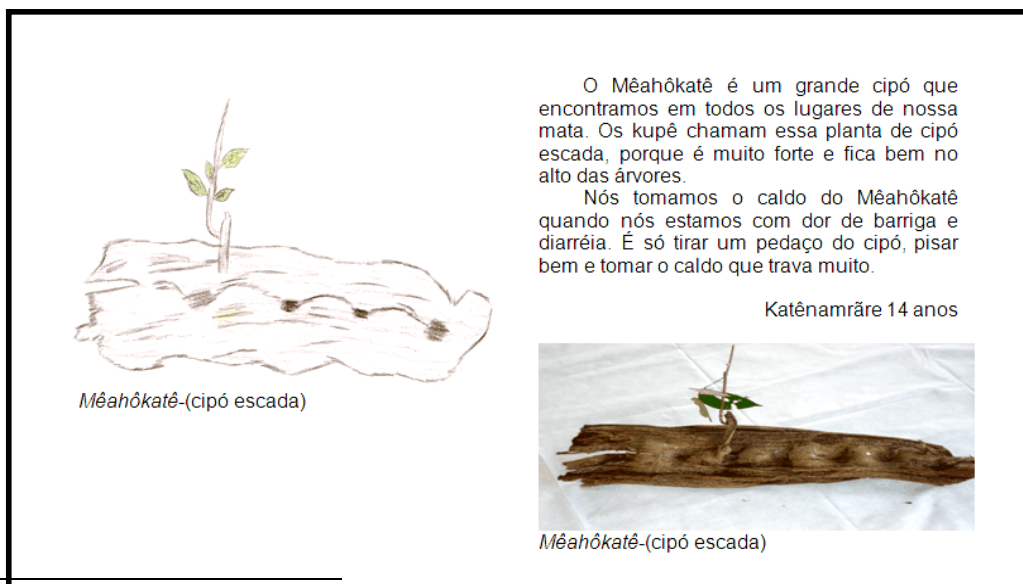 O Mêahôkatê é um grande cipó que
encontramos em todos os lugares de nossa
mata. Os kupê chamam essa planta de cipó
escada, porque é muito forte e fica bem no
alto das árvores.
Nós tomamos o caldo do Mêahôkatê
quando nós estamos com dor de barriga e
diarréia. É só tirar um pedaço do cipó, pisar
bem e tomar o caldo que trava muito.
Katênamrãre 14 anos
Mêahôkatê-(cipó escada)
Mêahôkatê-(cipó escada)